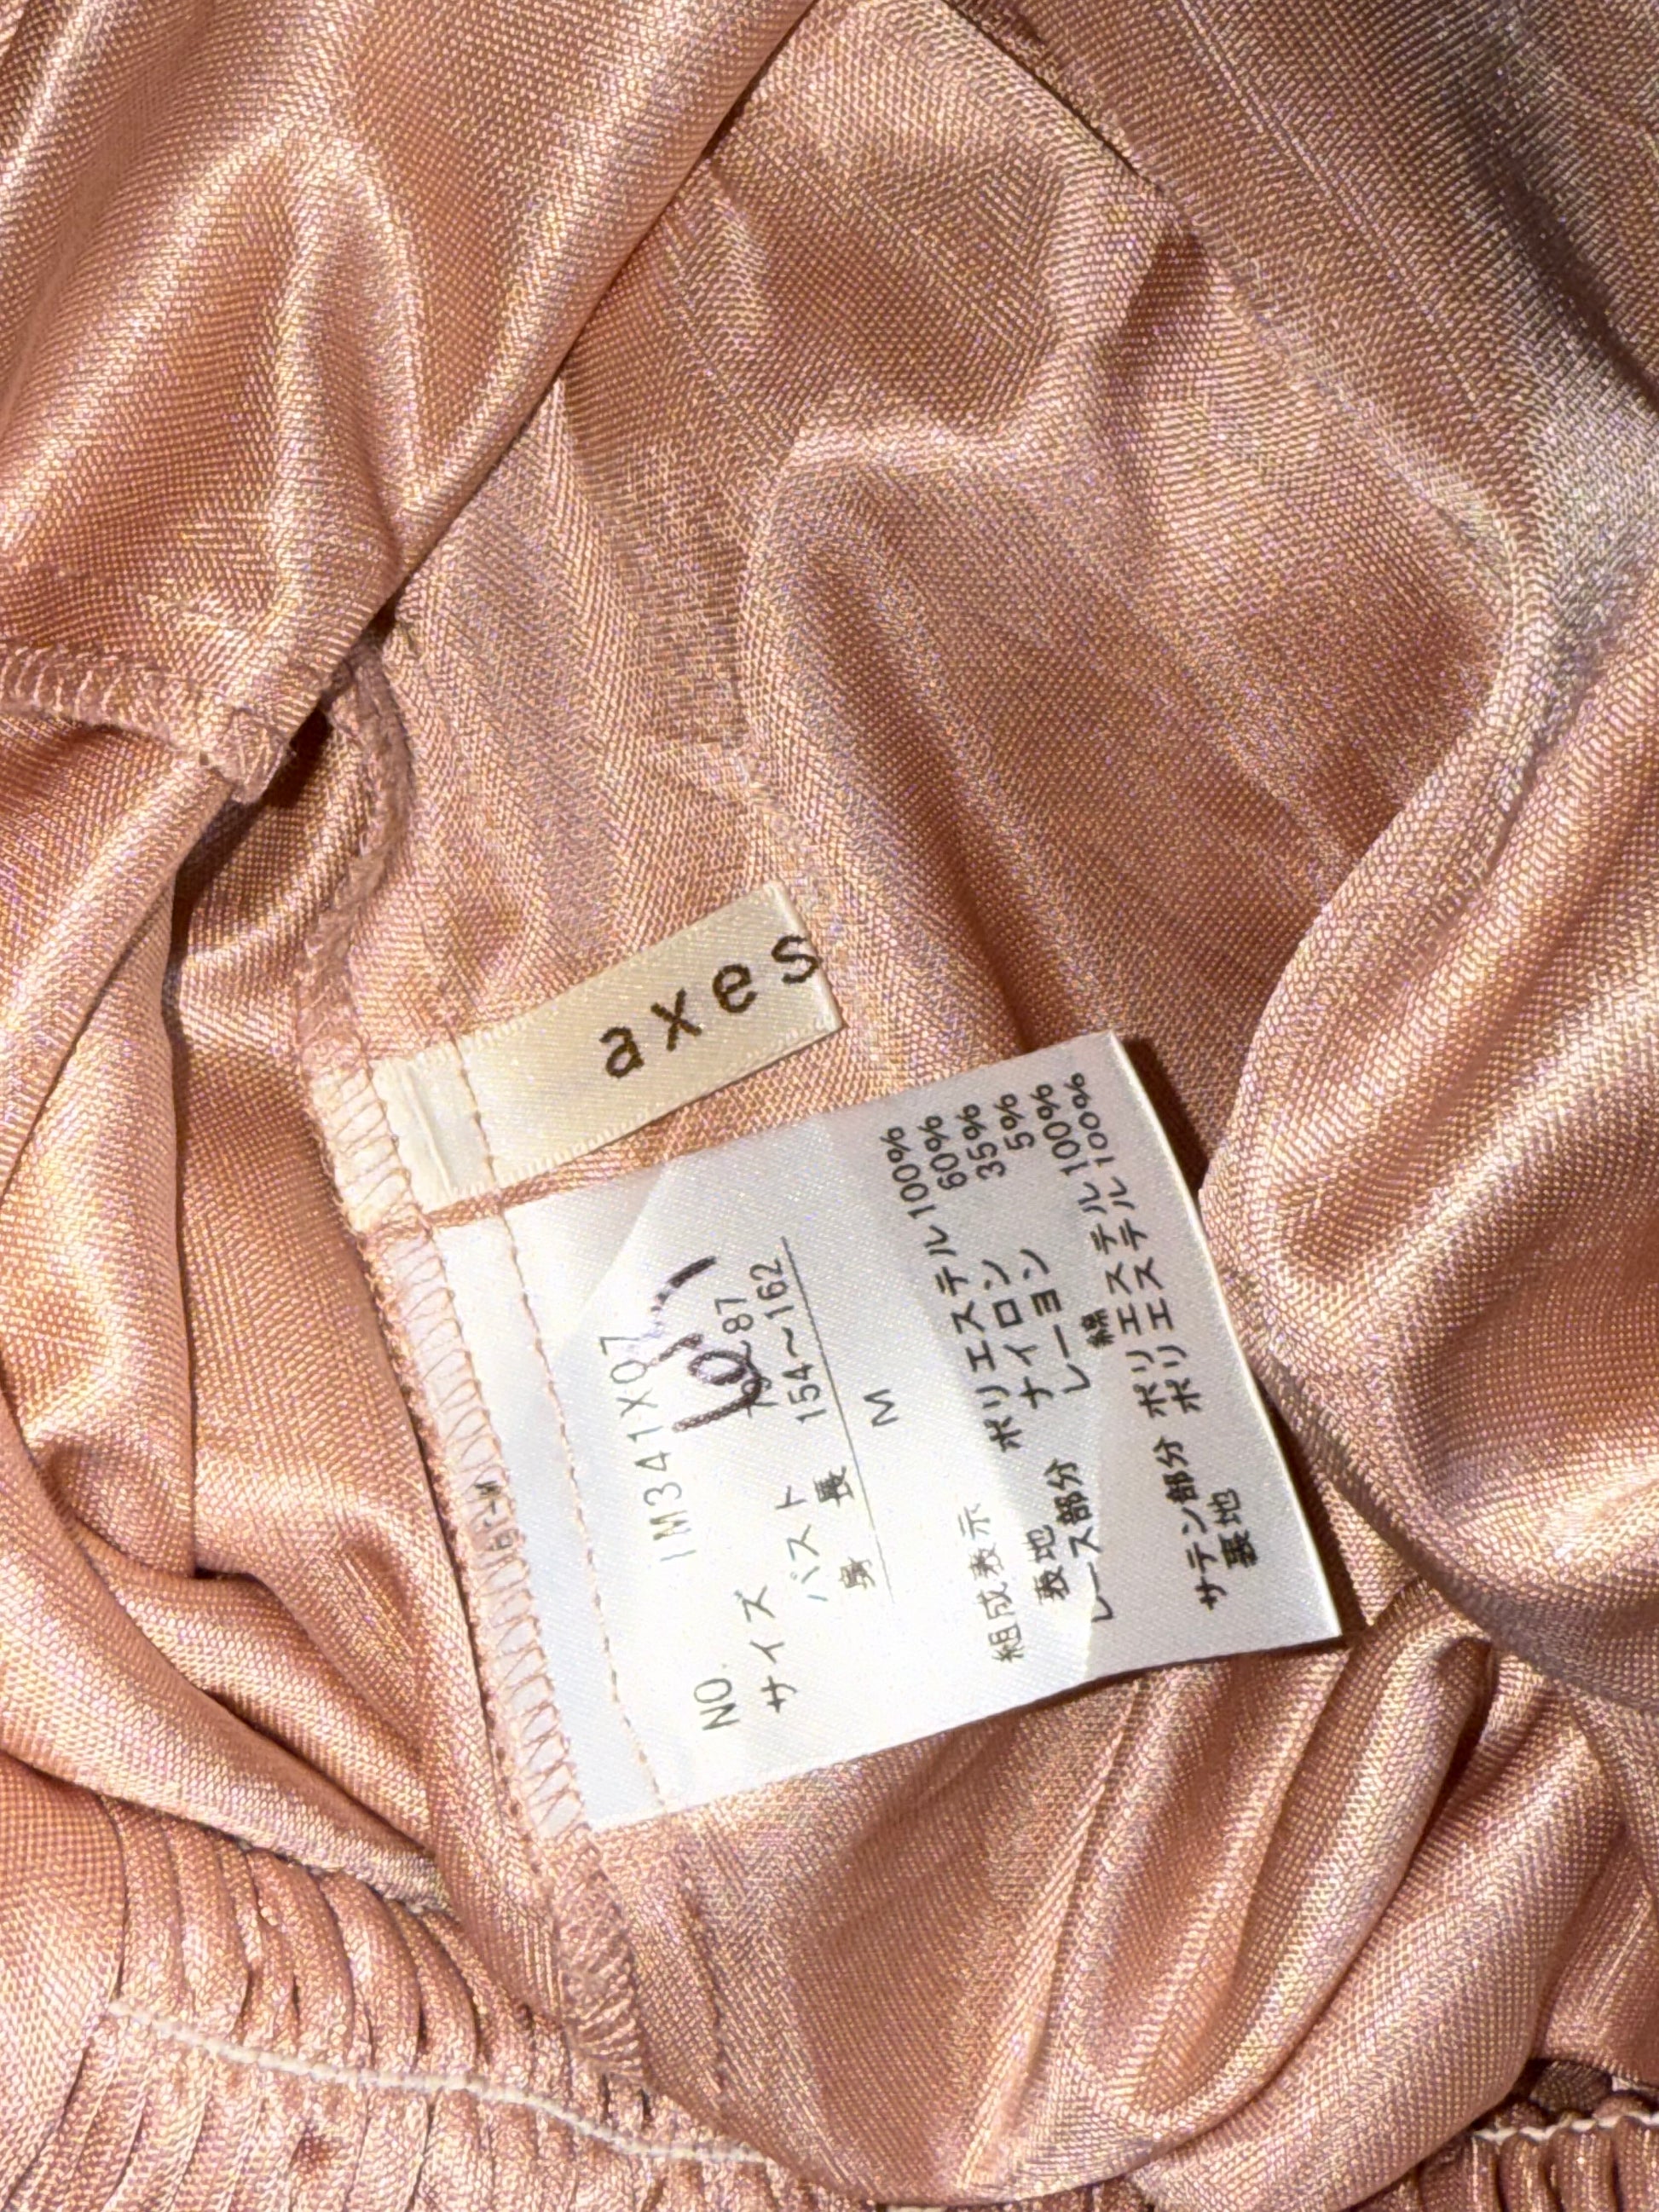 axes
NO. IM341X07
サイズ
バスト 87
身長 154〜162
M
組成表示
表地 ポリエステル 100%
レース部分 ナイロン 60%
レーヨン 35%
綿 5%
サテン部分 ポリエステル 100%
裏地 ポリエステル 100%